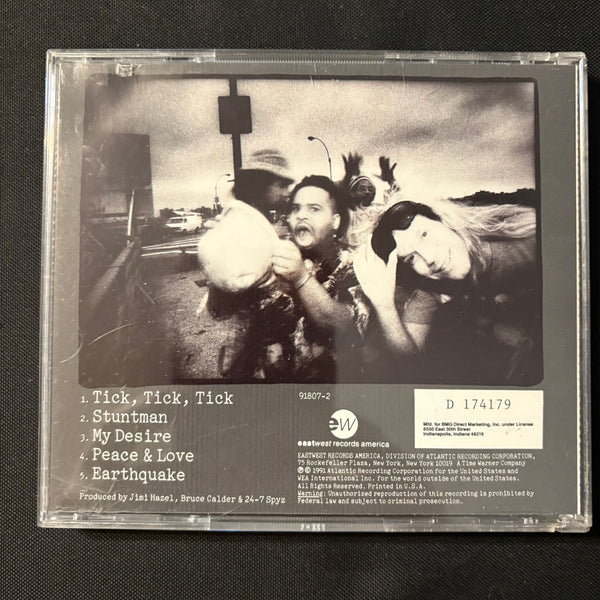 1. Tick, Tick, Tick
2. Stuntman
3. My Desire
4. Peace & Love
5. Earthquake
Produced by Jimi Hazel, Bruce Calder & 24-7 Spyz
91807-2
ew
eastwest records america
D 174179
Mfd. for BMG Direct Marketing, Inc. under License
6550 East 30th Street
Indianapolis, Indiana 46219
EASTWEST RECORDS AMERICA, DIVISION OF ATLANTIC RECORDING CORPORATION,
75 Rockefeller Plaza, New York, New York 10019 A Time Warner Company
℗ © 1991 Atlantic Recording Corporation for the United States and
WEA International Inc. for the world outside of the United States.
All Rights Reserved. Printed in U.S.A.
Warning: Unauthorized reproduction of this recording is prohibited by
Federal law and subject to criminal prosecution.